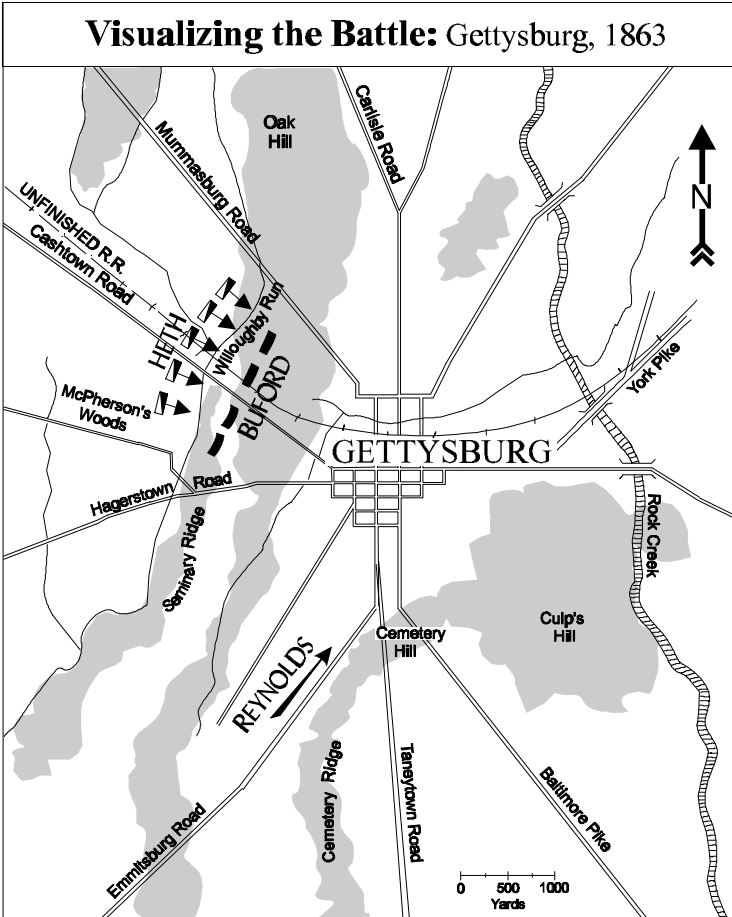 Visualizing the Battle: Gettysburg, 1863
Oak
Hill
Carlisle Road
Mummasburg Road
N
UNFINISHED R.R.
Cashtown Road
Willoughby Run
HETH
BUFORD
York Pike
McPherson's
Woods
GETTYSBURG
Hagerstown Road
Rock Creek
Seminary Ridge
Culp's
Hill
Cemetery
Hill
REYNOLDS
Cemetery Ridge
Taneytown Road
Baltimore Pike
Emmitsburg Road
0 500 1000
Yards